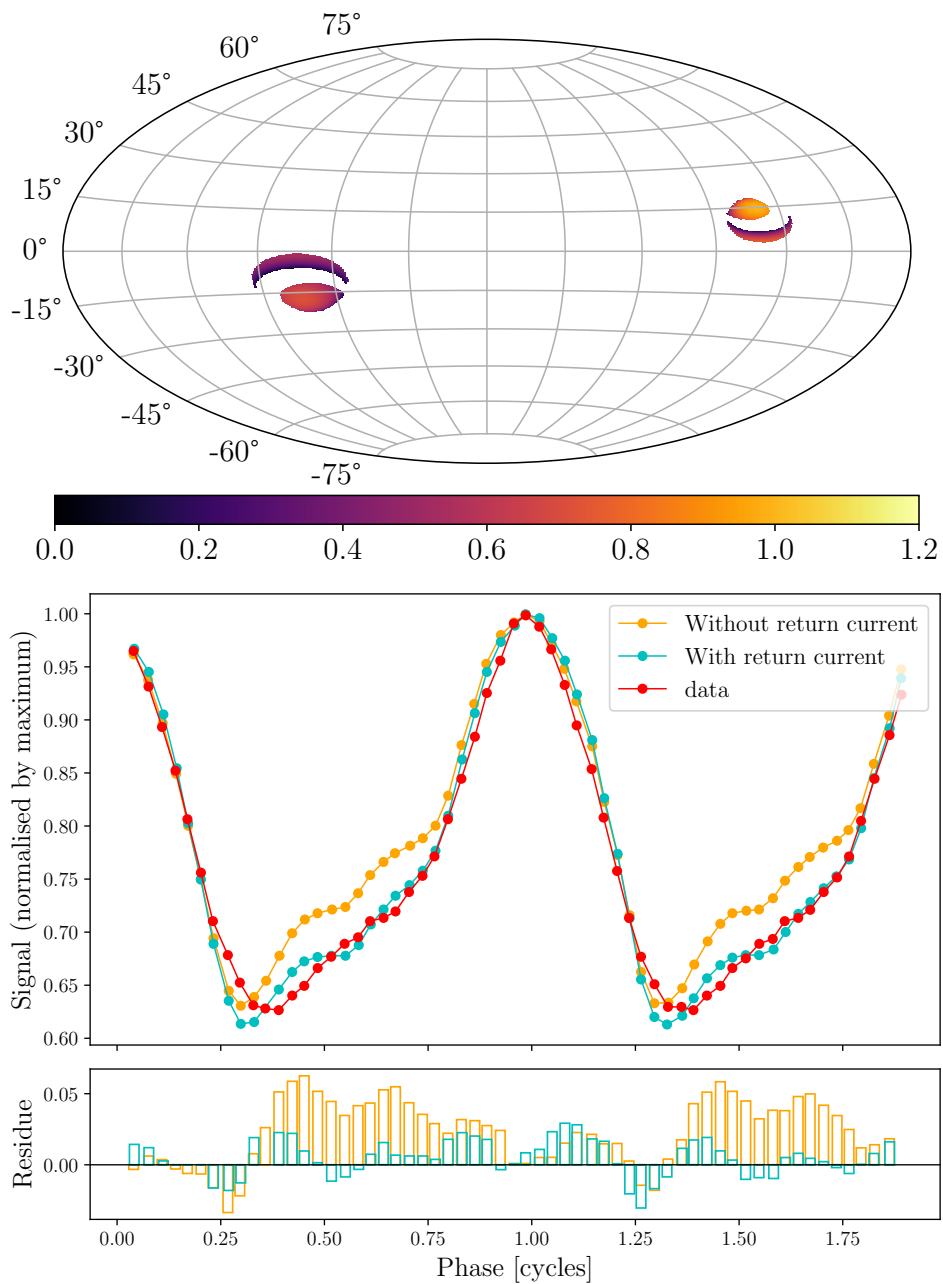 75°
60°
45°
30°
15°
0°
-15°
-30°
-45°
-60°
-75°
0.0 0.2 0.4 0.6 0.8 1.0 1.2
Signal (normalised by maximum)
1.00
0.95
0.90
0.85
0.80
0.75
0.70
0.65
0.60
Without return current
With return current
data
Residue
0.05
0.00
0.00 0.25 0.50 0.75 1.00 1.25 1.50 1.75
Phase [cycles]